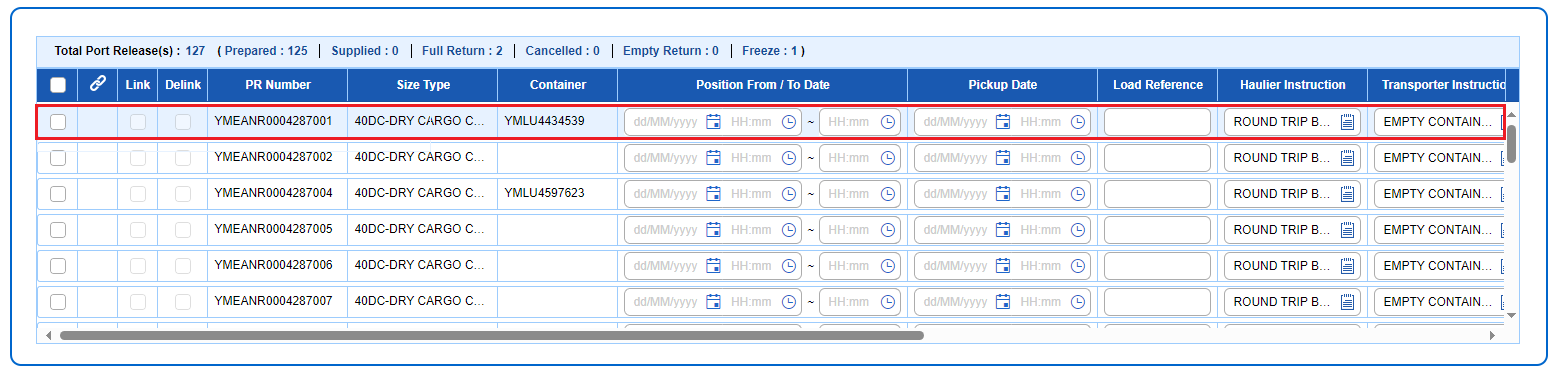 Total Port Release(s) : 127 ( Prepared : 125 | Supplied : 0 | Full Return : 2 | Cancelled : 0 | Empty Return : 0 | Freeze : 1 )
Link Delink PR Number Size Type Container Position From / To Date Pickup Date Load Reference Haulier Instruction Transporter Instructio
YMEANR0004287001 40DC-DRY CARGO C... YMLU4434539 dd/MM/yyyy HH:mm ~ HH:mm dd/MM/yyyy HH:mm ROUND TRIP B... EMPTY CONTAIN...
YMEANR0004287002 40DC-DRY CARGO C... dd/MM/yyyy HH:mm ~ HH:mm dd/MM/yyyy HH:mm ROUND TRIP B... EMPTY CONTAIN...
YMEANR0004287004 40DC-DRY CARGO C... YMLU4597623 dd/MM/yyyy HH:mm ~ HH:mm dd/MM/yyyy HH:mm ROUND TRIP B... EMPTY CONTAIN...
YMEANR0004287005 40DC-DRY CARGO C... dd/MM/yyyy HH:mm ~ HH:mm dd/MM/yyyy HH:mm ROUND TRIP B... EMPTY CONTAIN...
YMEANR0004287006 40DC-DRY CARGO C... dd/MM/yyyy HH:mm ~ HH:mm dd/MM/yyyy HH:mm ROUND TRIP B... EMPTY CONTAIN...
YMEANR0004287007 40DC-DRY CARGO C... dd/MM/yyyy HH:mm ~ HH:mm dd/MM/yyyy HH:mm ROUND TRIP B... EMPTY CONTAIN...